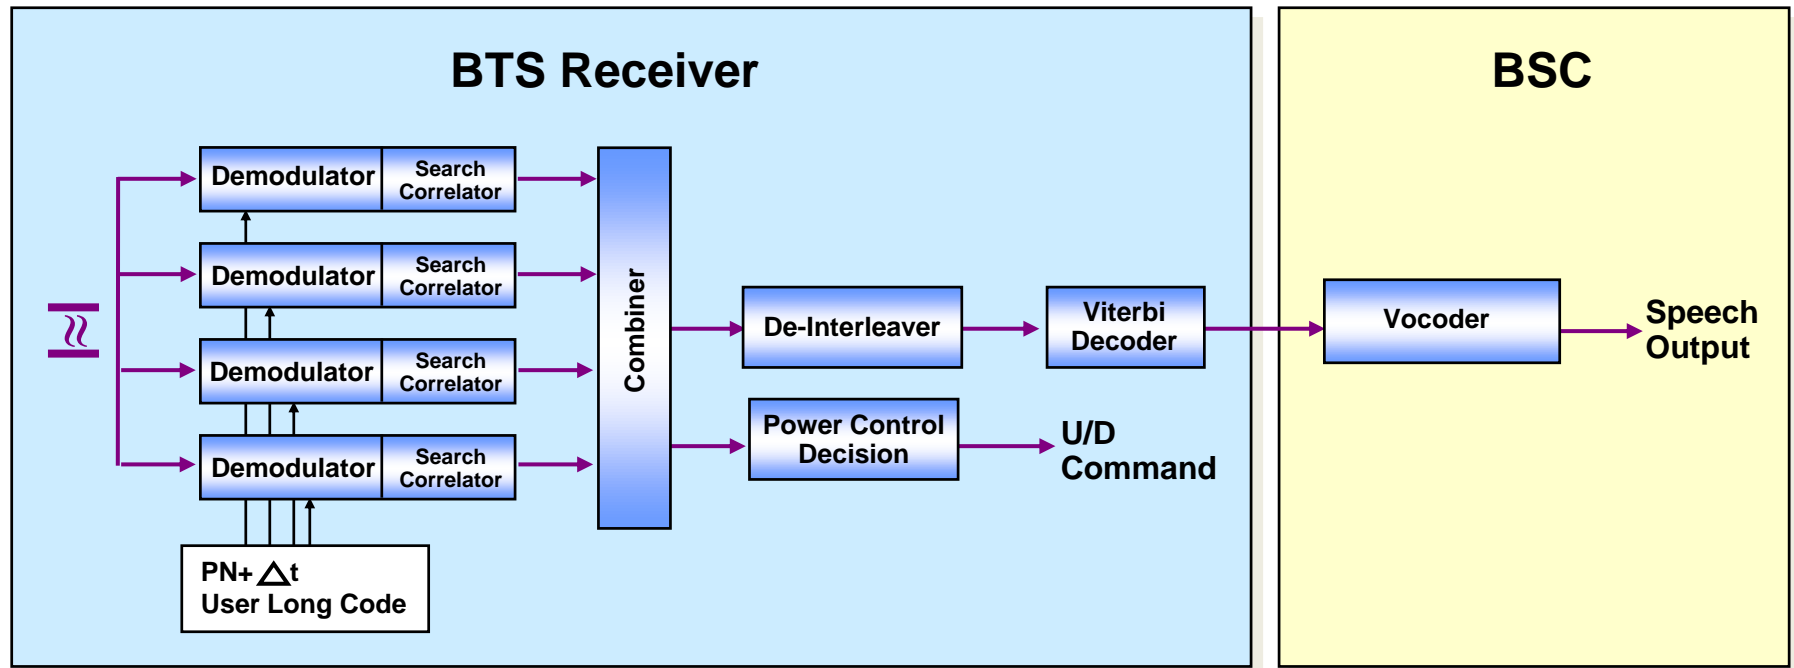 BTS Receiver
BSC
Demodulator
Search
Correlator
Demodulator
Search
Correlator
Demodulator
Search
Correlator
Demodulator
Search
Correlator
Combiner
De-Interleaver
Viterbi
Decoder
Vocoder
Speech
Output
Power Control
Decision
U/D
Command
PN+ △t
User Long Code